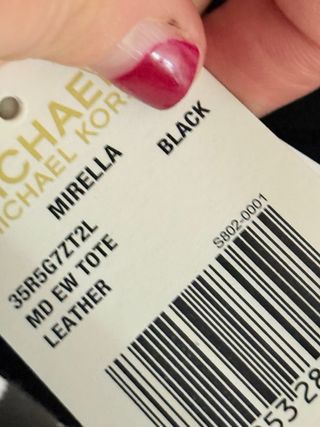 MICHAEL
MICHAEL KORS
MIRELLA BLACK
35R5G7ZT2L
MD EW TOTE
LEATHER
S802-0001